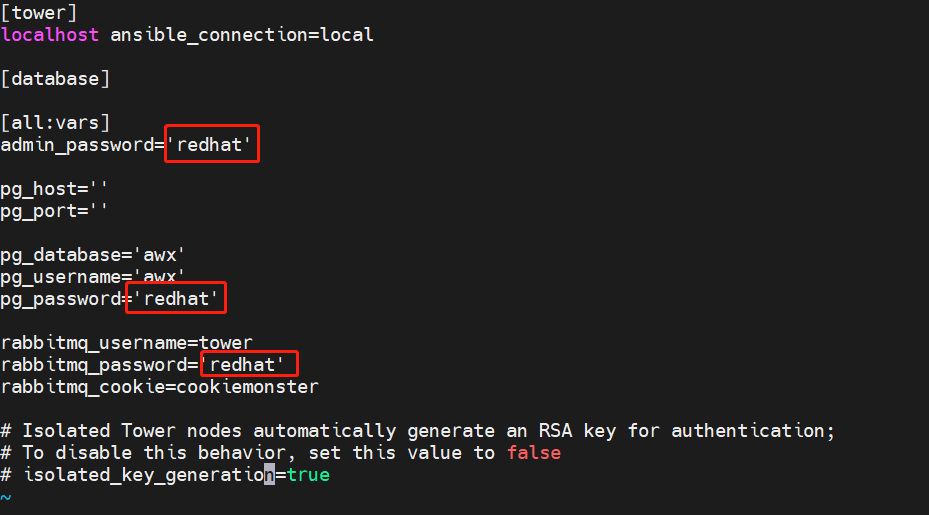 [tower]
localhost ansible_connection=local
[database]
[all:vars]
admin_password='redhat'
pg_host=''
pg_port=''
pg_database='awx'
pg_username='awx'
pg_password='redhat'
rabbitmq_username=tower
rabbitmq_password='redhat'
rabbitmq_cookie=cookiemonster
# Isolated Tower nodes automatically generate an RSA key for authentication;
# To disable this behavior, set this value to false
# isolated_key_generation=true
~